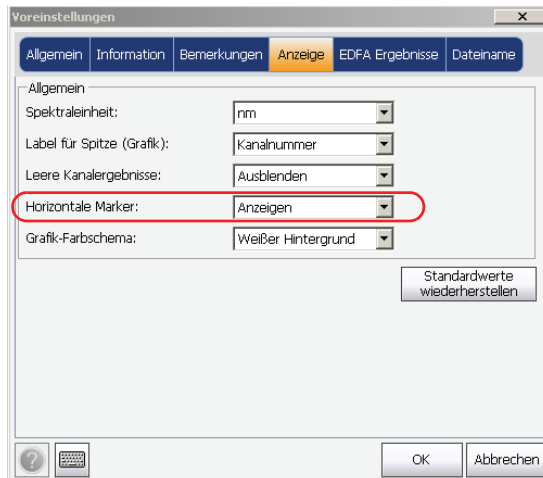 Voreinstellungen
Allgemein Information Bemerkungen Anzeige EDFA Ergebnisse Dateiname
Allgemein
Spektraleinheit: nm
Label für Spitze (Grafik): Kanalnummer
Leere Kanalergebnisse: Ausblenden
Horizontale Marker: Anzeigen
Grafik-Farbschema: Weißer Hintergrund
Standardwerte
wiederherstellen
OK Abbrechen